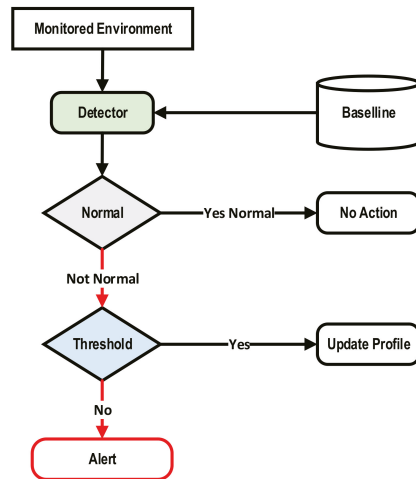 Monitored Environment
Detector
Baselline
Normal
Yes Normal
No Action
Not Normal
Threshold
Yes
Update Profile
No
Alert